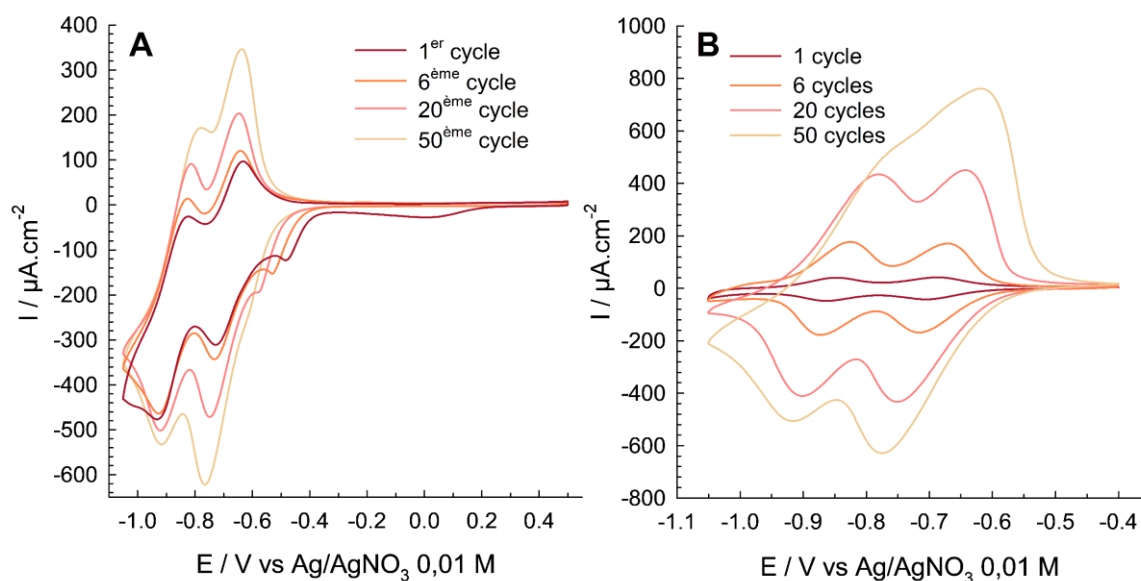 A
1er cycle
6ème cycle
20ème cycle
50ème cycle
I / µA.cm-2
400
300
200
100
0
-100
-200
-300
-400
-500
-600
-1.0
-0.8
-0.6
-0.4
-0.2
0.0
0.2
0.4
E / V vs Ag/AgNO3 0,01 M
B
1 cycle
6 cycles
20 cycles
50 cycles
I / µA.cm-2
1000
800
600
400
200
0
-200
-400
-600
-800
-1.1
-1.0
-0.9
-0.8
-0.7
-0.6
-0.5
-0.4
E / V vs Ag/AgNO3 0,01 M